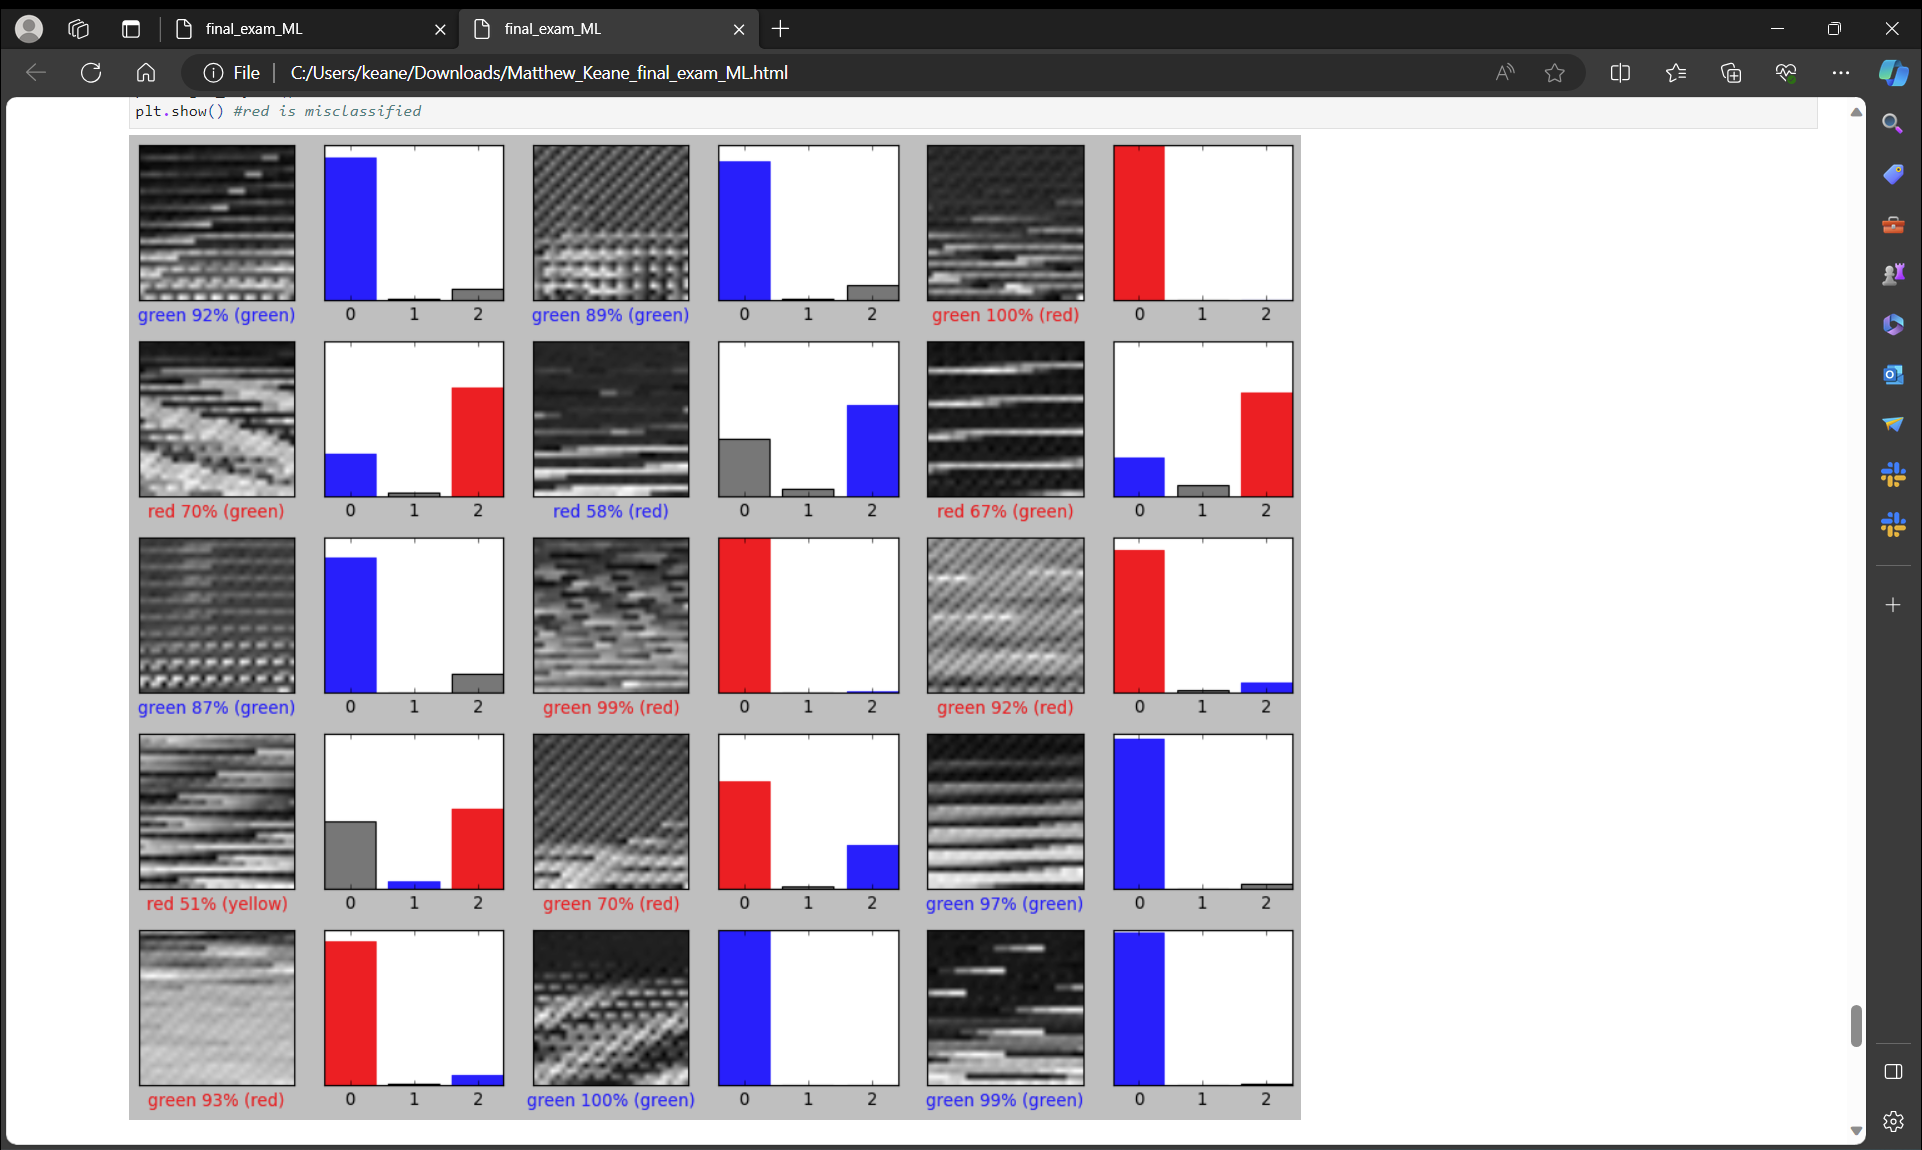 final_exam_ML
final_exam_ML
File
C:/Users/keane/Downloads/Matthew_Keane_final_exam_ML.html
plt.show() #red is misclassified
0 1 2 0 1 2 0 1 2
green 92% (green) green 89% (green) green 100% (red)
0 1 2 0 1 2 0 1 2
red 70% (green) red 58% (red) red 67% (green)
0 1 2 0 1 2 0 1 2
green 87% (green) green 99% (red) green 92% (red)
0 1 2 0 1 2 0 1 2
red 51% (yellow) green 70% (red) green 97% (green)
0 1 2 0 1 2 0 1 2
green 93% (red) green 100% (green) green 99% (green)